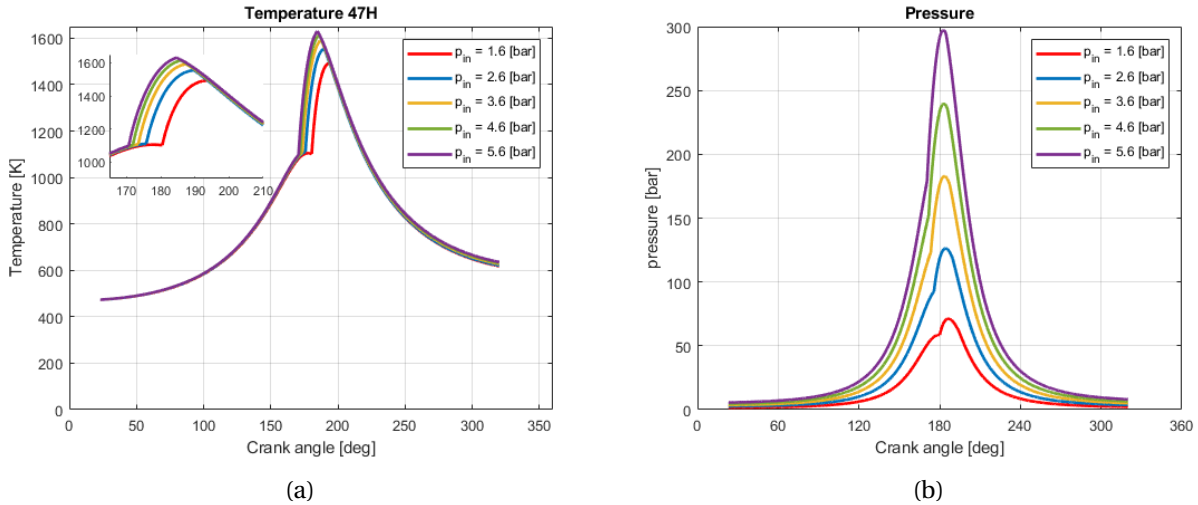 Temperature 47H
1600
1400
1200
1000
800
600
400
200
0
Temperature [K]
1600
1400
1200
1000
170 180 190 200 210
p_in = 1.6 [bar]
p_in = 2.6 [bar]
p_in = 3.6 [bar]
p_in = 4.6 [bar]
p_in = 5.6 [bar]
0 50 100 150 200 250 300 350
Crank angle [deg]
(a)
Pressure
300
250
200
150
100
50
0
pressure [bar]
p_in = 1.6 [bar]
p_in = 2.6 [bar]
p_in = 3.6 [bar]
p_in = 4.6 [bar]
p_in = 5.6 [bar]
0 60 120 180 240 300 360
Crank angle [deg]
(b)